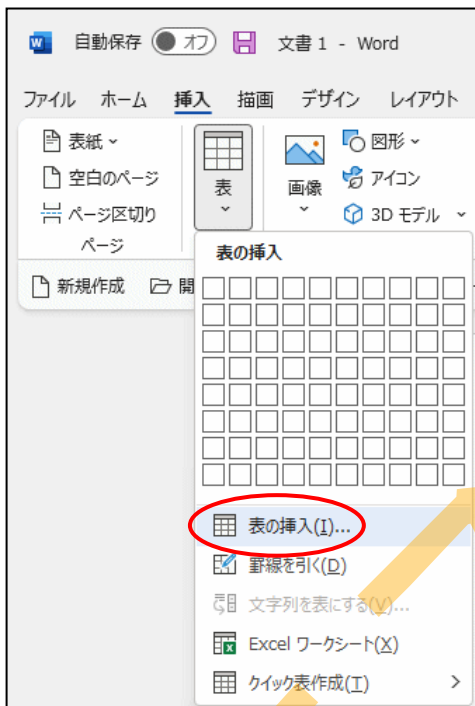 自動保存 オフ 文書 1 - Word
ファイル ホーム 挿入 描画 デザイン レイアウト
表紙
空白のページ
ページ区切り
ページ
表
画像
図形
アイコン
3D モデル
新規作成 開
表の挿入
表の挿入(I)...
罫線を引く(D)
文字列を表にする(V)...
Excel ワークシート(X)
クイック表作成(T)